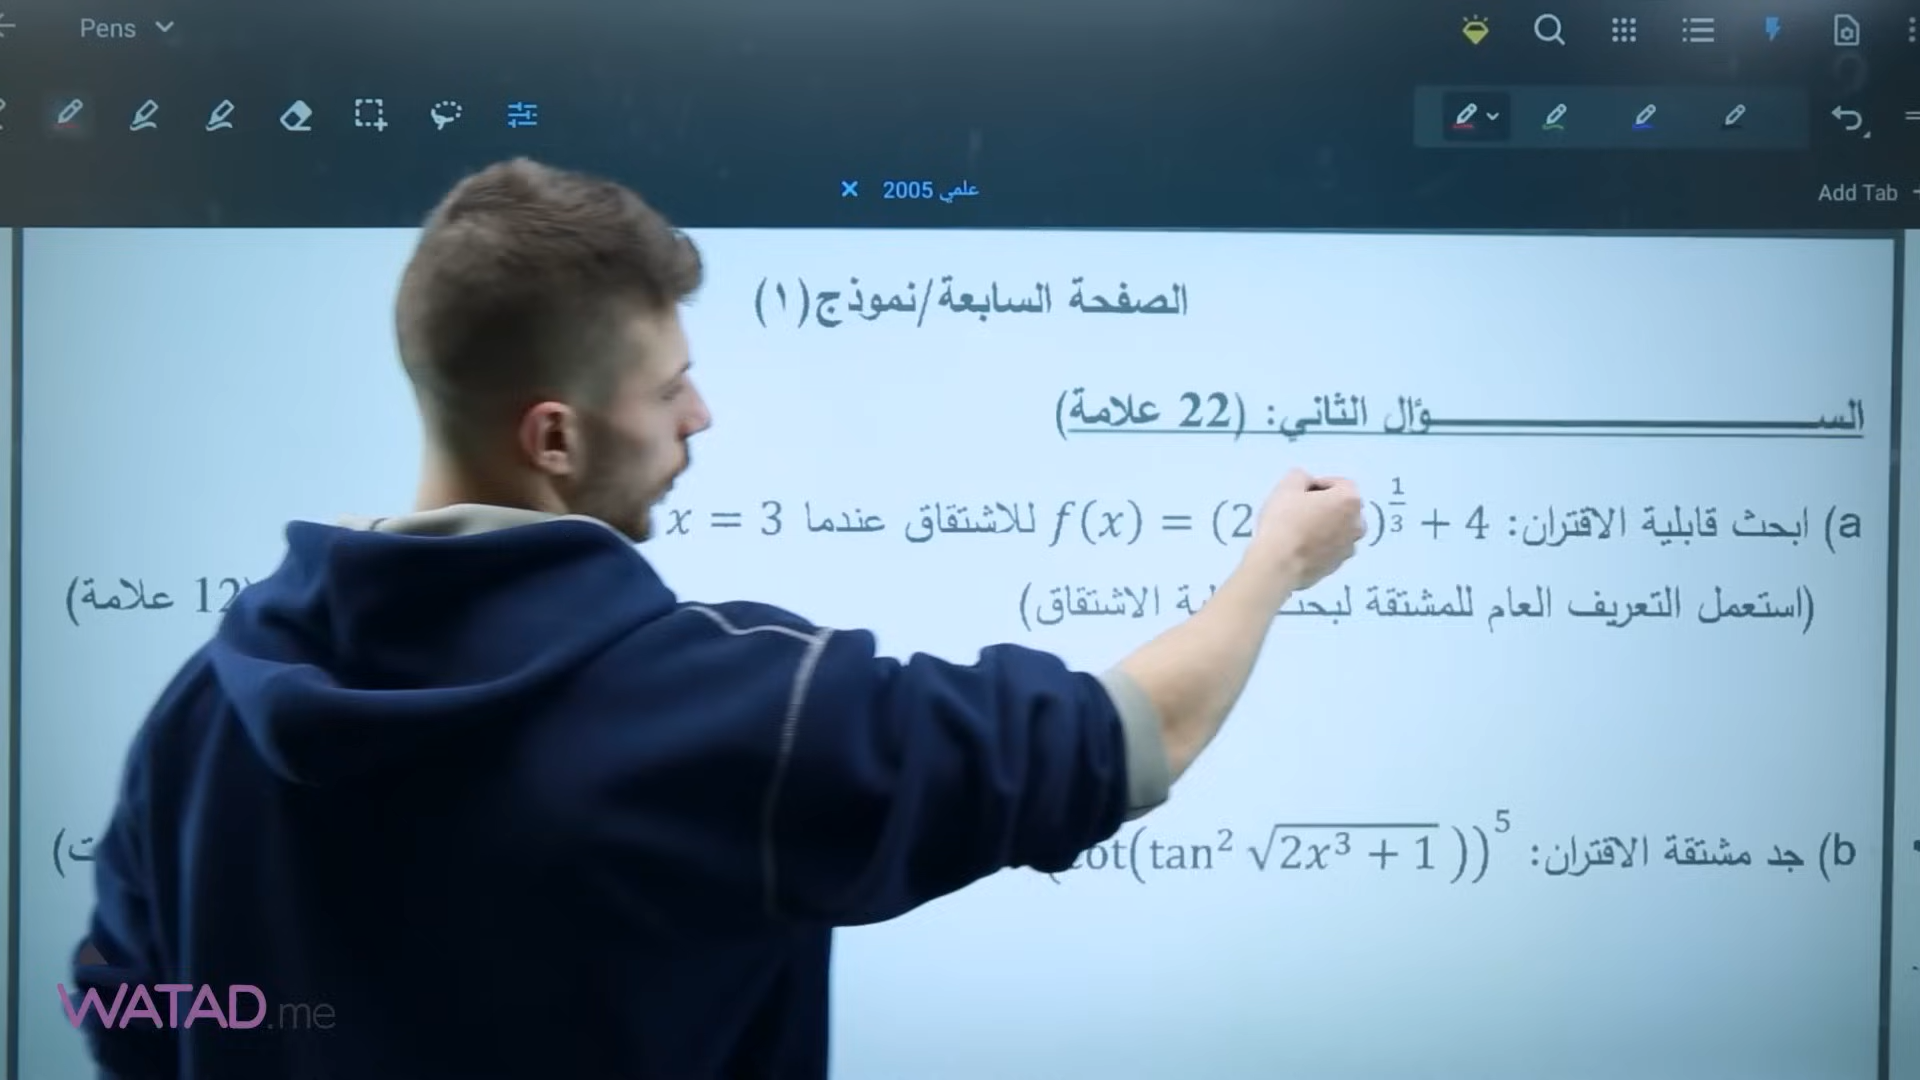 Pens
× علمي 2005
Add Tab
الصفحة السابعة/نموذج(١)
الســـــــــــــــؤال الثاني: (22 علامة)
a) ابحث قابلية الاقتران: f(x) = (2 )^{1/3} + 4 للاشتقاق عندما x = 3
(استعمل التعريف العام للمشتقة الاشتقاق) 12 علامة)
b) جد مشتقة الاقتران: (tan² √(2x³ + 1)))⁵
WATAD.me